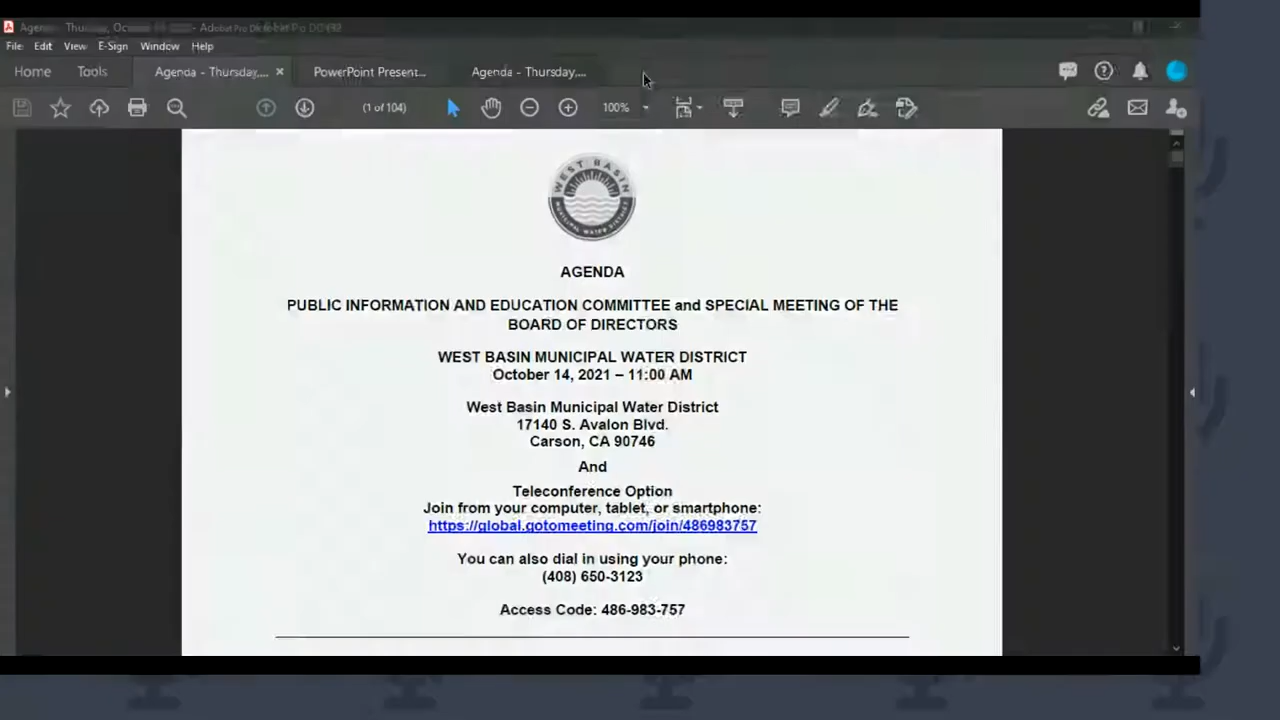 File Edit View E-Sign Window Help
Home Tools Agenda - Thursday,... × PowerPoint Present... Agenda - Thursday,...
(1 of 104) 100%
WEST BASIN
MUNICIPAL WATER DISTRICT
AGENDA
PUBLIC INFORMATION AND EDUCATION COMMITTEE and SPECIAL MEETING OF THE
BOARD OF DIRECTORS
WEST BASIN MUNICIPAL WATER DISTRICT
October 14, 2021 – 11:00 AM
West Basin Municipal Water District
17140 S. Avalon Blvd.
Carson, CA 90746
And
Teleconference Option
Join from your computer, tablet, or smartphone:
https://global.gotomeeting.com/join/486983757
You can also dial in using your phone:
(408) 650-3123
Access Code: 486-983-757